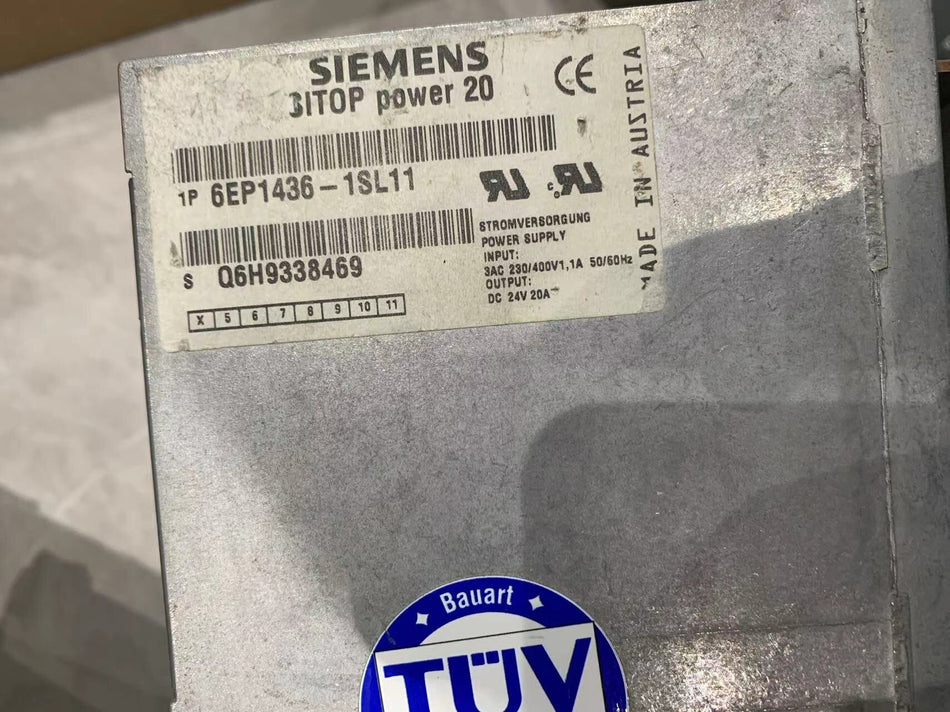 SIEMENS
SITOP power 20
CE
1P 6EP1436-1SL11
S Q6H9338469
STROMVERSORGUNG
POWER SUPPLY
INPUT:
3AC 230/400V1,1A 50/60Hz
OUTPUT:
DC 24V 20A
X 5 6 7 8 9 10 11
MADE IN AUSTRIA
Bauart
TÜV